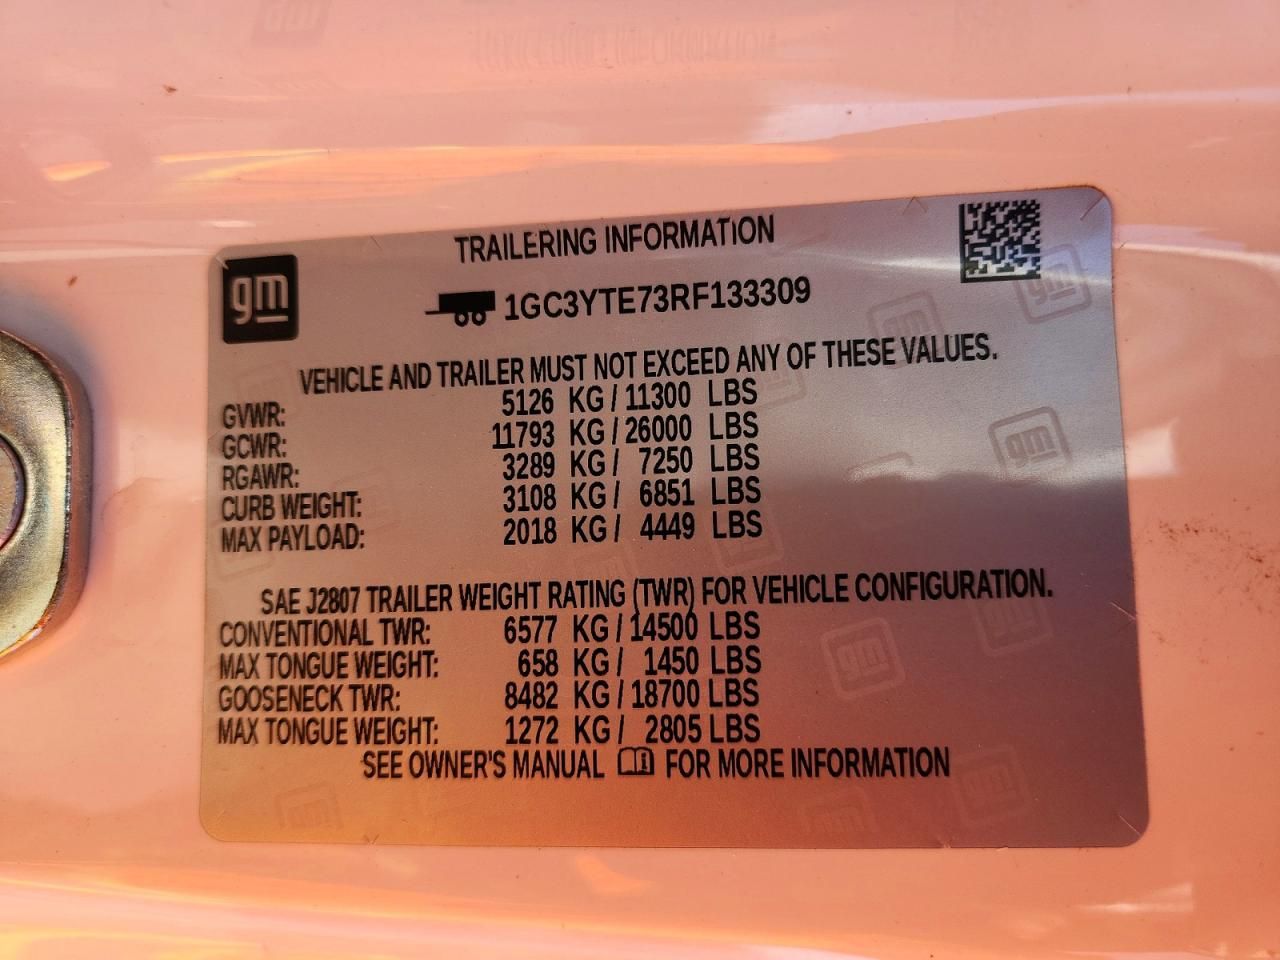 TRAILERING INFORMATION
gm
1GC3YTE73RF133309
VEHICLE AND TRAILER MUST NOT EXCEED ANY OF THESE VALUES.
GVWR: 5126 KG / 11300 LBS
GCWR: 11793 KG / 26000 LBS
RGAWR: 3289 KG / 7250 LBS
CURB WEIGHT: 3108 KG / 6851 LBS
MAX PAYLOAD: 2018 KG / 4449 LBS
SAE J2807 TRAILER WEIGHT RATING (TWR) FOR VEHICLE CONFIGURATION.
CONVENTIONAL TWR: 6577 KG / 14500 LBS
MAX TONGUE WEIGHT: 658 KG / 1450 LBS
GOOSENECK TWR: 8482 KG / 18700 LBS
MAX TONGUE WEIGHT: 1272 KG / 2805 LBS
SEE OWNER'S MANUAL FOR MORE INFORMATION